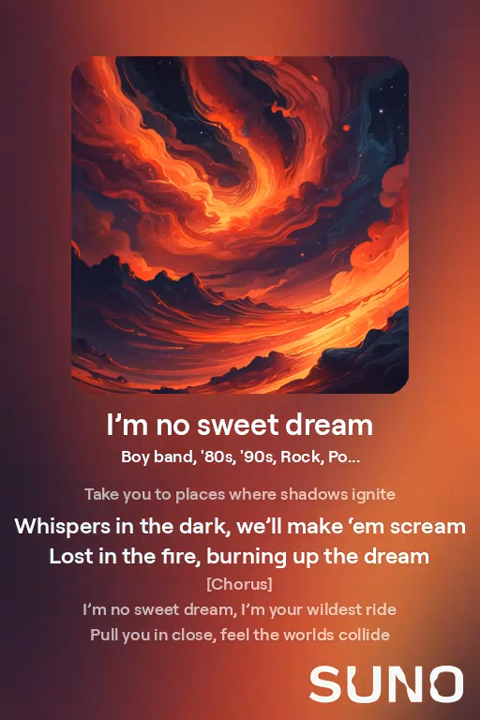 I’m no sweet dream
Boy band, '80s, '90s, Rock, Po...
Take you to places where shadows ignite
Whispers in the dark, we’ll make ‘em scream
Lost in the fire, burning up the dream
[Chorus]
I’m no sweet dream, I’m your wildest ride
Pull you in close, feel the worlds collide
SUNO